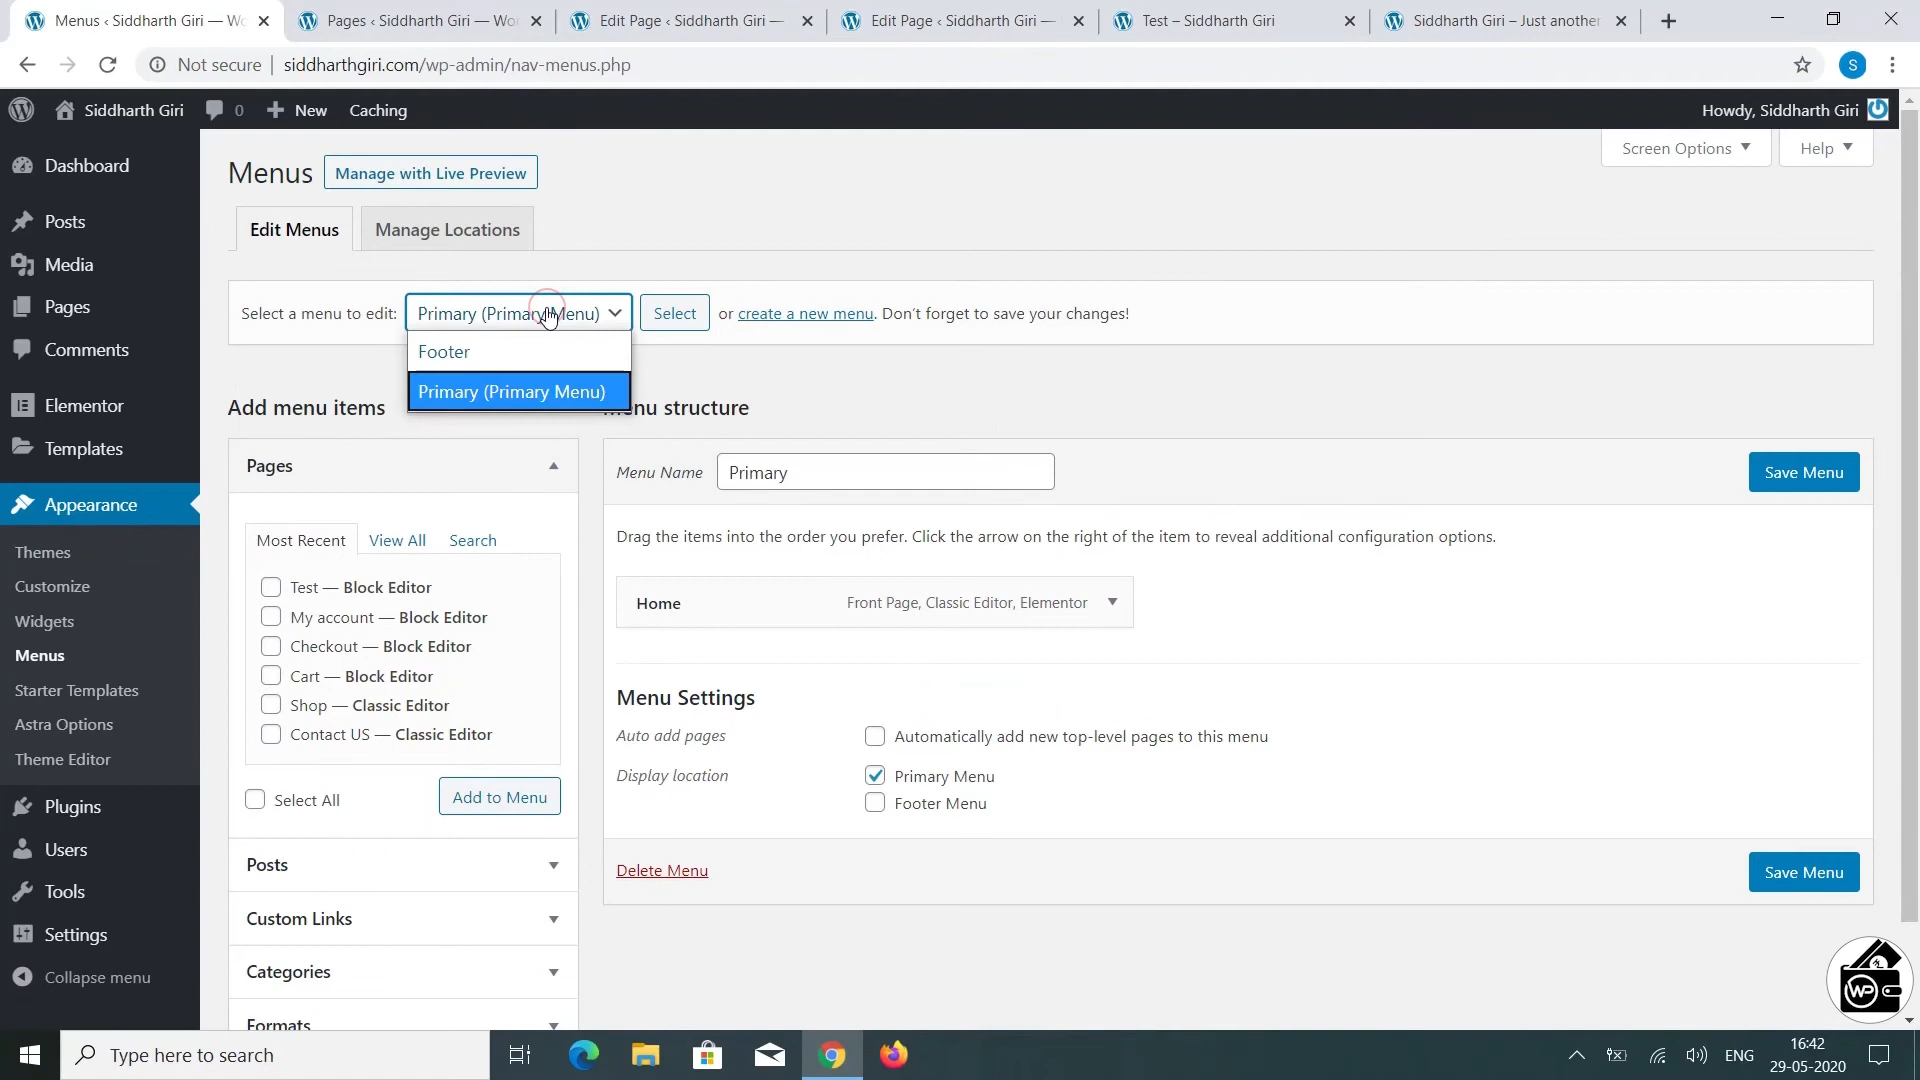 Menus ‹ Siddharth Giri — Wo
Pages ‹ Siddharth Giri — Wor
Edit Page ‹ Siddharth Giri —
Edit Page ‹ Siddharth Giri —
Test – Siddharth Giri
Siddharth Giri – Just another
Not secure
siddharthgiri.com/wp-admin/nav-menus.php
S
Siddharth Giri
0
New
Caching
Howdy, Siddharth Giri
Dashboard
Posts
Media
Pages
Comments
Elementor
Templates
Appearance
Themes
Customize
Widgets
Menus
Starter Templates
Astra Options
Theme Editor
Plugins
Users
Tools
Settings
Collapse menu
Screen Options
Help
Menus
Manage with Live Preview
Edit Menus
Manage Locations
Select a menu to edit:
Primary (Primary Menu)
Select
or create a new menu. Don't forget to save your changes!
Footer
Primary (Primary Menu)
Add menu items
Pages
Most Recent
View All
Search
Test — Block Editor
My account — Block Editor
Checkout — Block Editor
Cart — Block Editor
Shop — Classic Editor
Contact US — Classic Editor
Select All
Add to Menu
Posts
Custom Links
Categories
Formats
structure
Menu Name
Primary
Save Menu
Drag the items into the order you prefer. Click the arrow on the right of the item to reveal additional configuration options.
Home
Front Page, Classic Editor, Elementor
Menu Settings
Auto add pages
Automatically add new top-level pages to this menu
Display location
Primary Menu
Footer Menu
Delete Menu
Save Menu
WP
Type here to search
ENG
16:42
29-05-2020